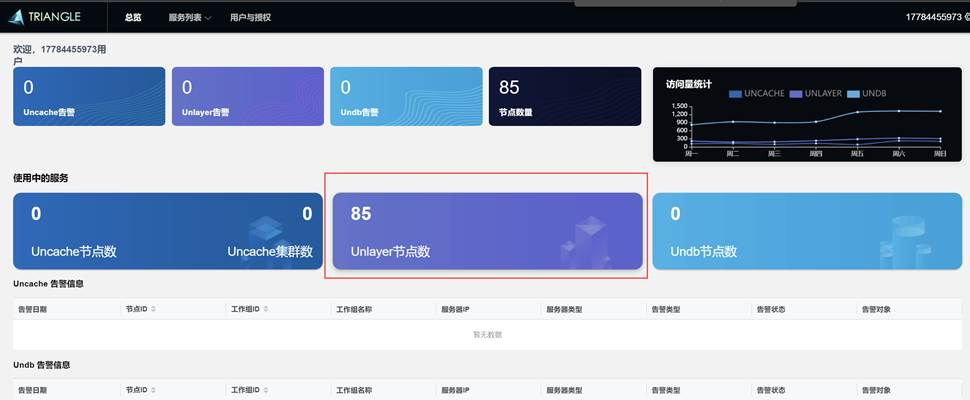 TRIANGLE 总览 服务列表 用户与授权 17784455973
欢迎，17784455973用
户
0 0 0 85
Uncache告警 Unlayer告警 Undb告警 节点数量
访问量统计
UNCACHE UNLAYER UNDB
1,500
1,200
900
600
300
0
周一 周二 周三 周四 周五 周六 周日
使用中的服务
0 0 85 0
Uncache节点数 Uncache集群数 Unlayer节点数 Undb节点数
Uncache 告警信息
告警日期 节点ID 工作组ID 工作组名称 服务器IP 服务器类型 告警类型 告警状态 告警对象
暂无数据
Undb 告警信息
告警日期 节点ID 工作组ID 工作组名称 服务器IP 服务器类型 告警类型 告警状态 告警对象